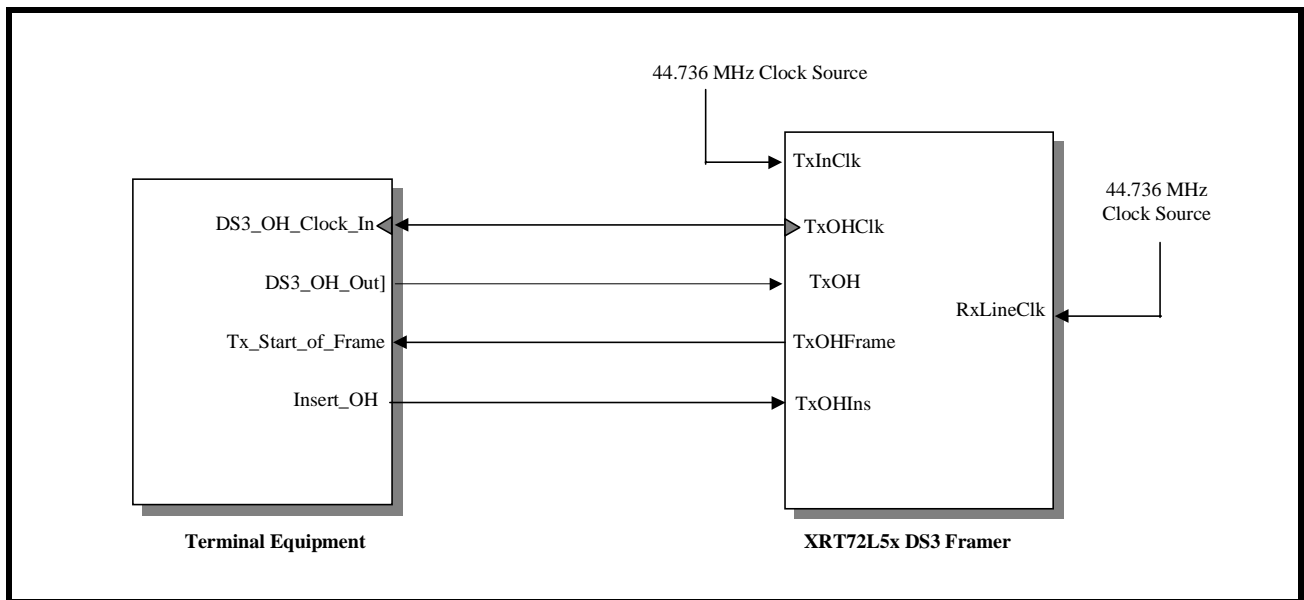 44.736 MHz Clock Source
TxInClk
DS3_OH_Clock_In
TxOHClk
44.736 MHz
Clock Source
DS3_OH_Out]
TxOH
RxLineClk
Tx_Start_of_Frame
TxOHFrame
Insert_OH
TxOHIns
Terminal Equipment
XRT72L5x DS3 Framer